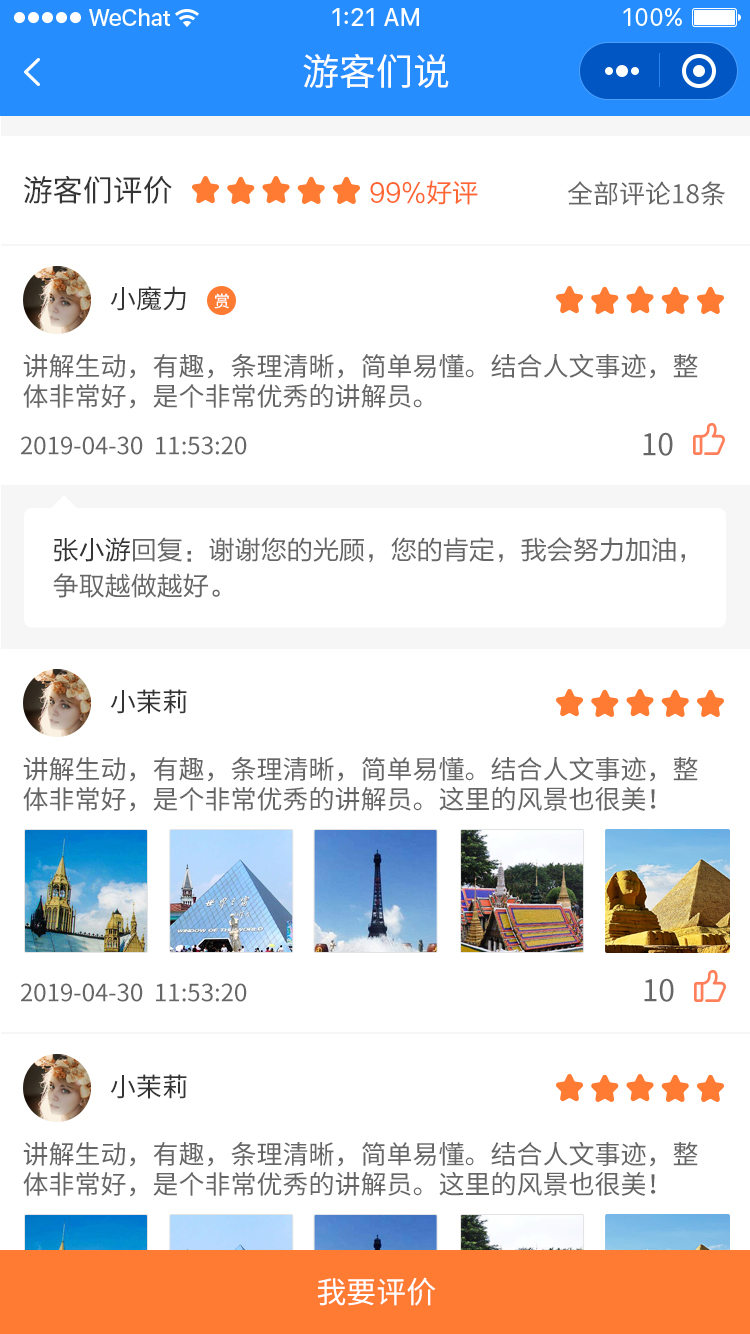 WeChat 1:21 AM 100%
游客们说
游客们评价 99%好评 全部评论18条
小魔力 赏
讲解生动，有趣，条理清晰，简单易懂。结合人文事迹，整
体非常好，是个非常优秀的讲解员。
2019-04-30 11:53:20 10
张小游回复：谢谢您的光顾，您的肯定，我会努力加油，
争取越做越好。
小茉莉
讲解生动，有趣，条理清晰，简单易懂。结合人文事迹，整
体非常好，是个非常优秀的讲解员。这里的风景也很美！
世界之窗
WINDOW OF THE WORLD
2019-04-30 11:53:20 10
小茉莉
讲解生动，有趣，条理清晰，简单易懂。结合人文事迹，整
体非常好，是个非常优秀的讲解员。这里的风景也很美！
我要评价